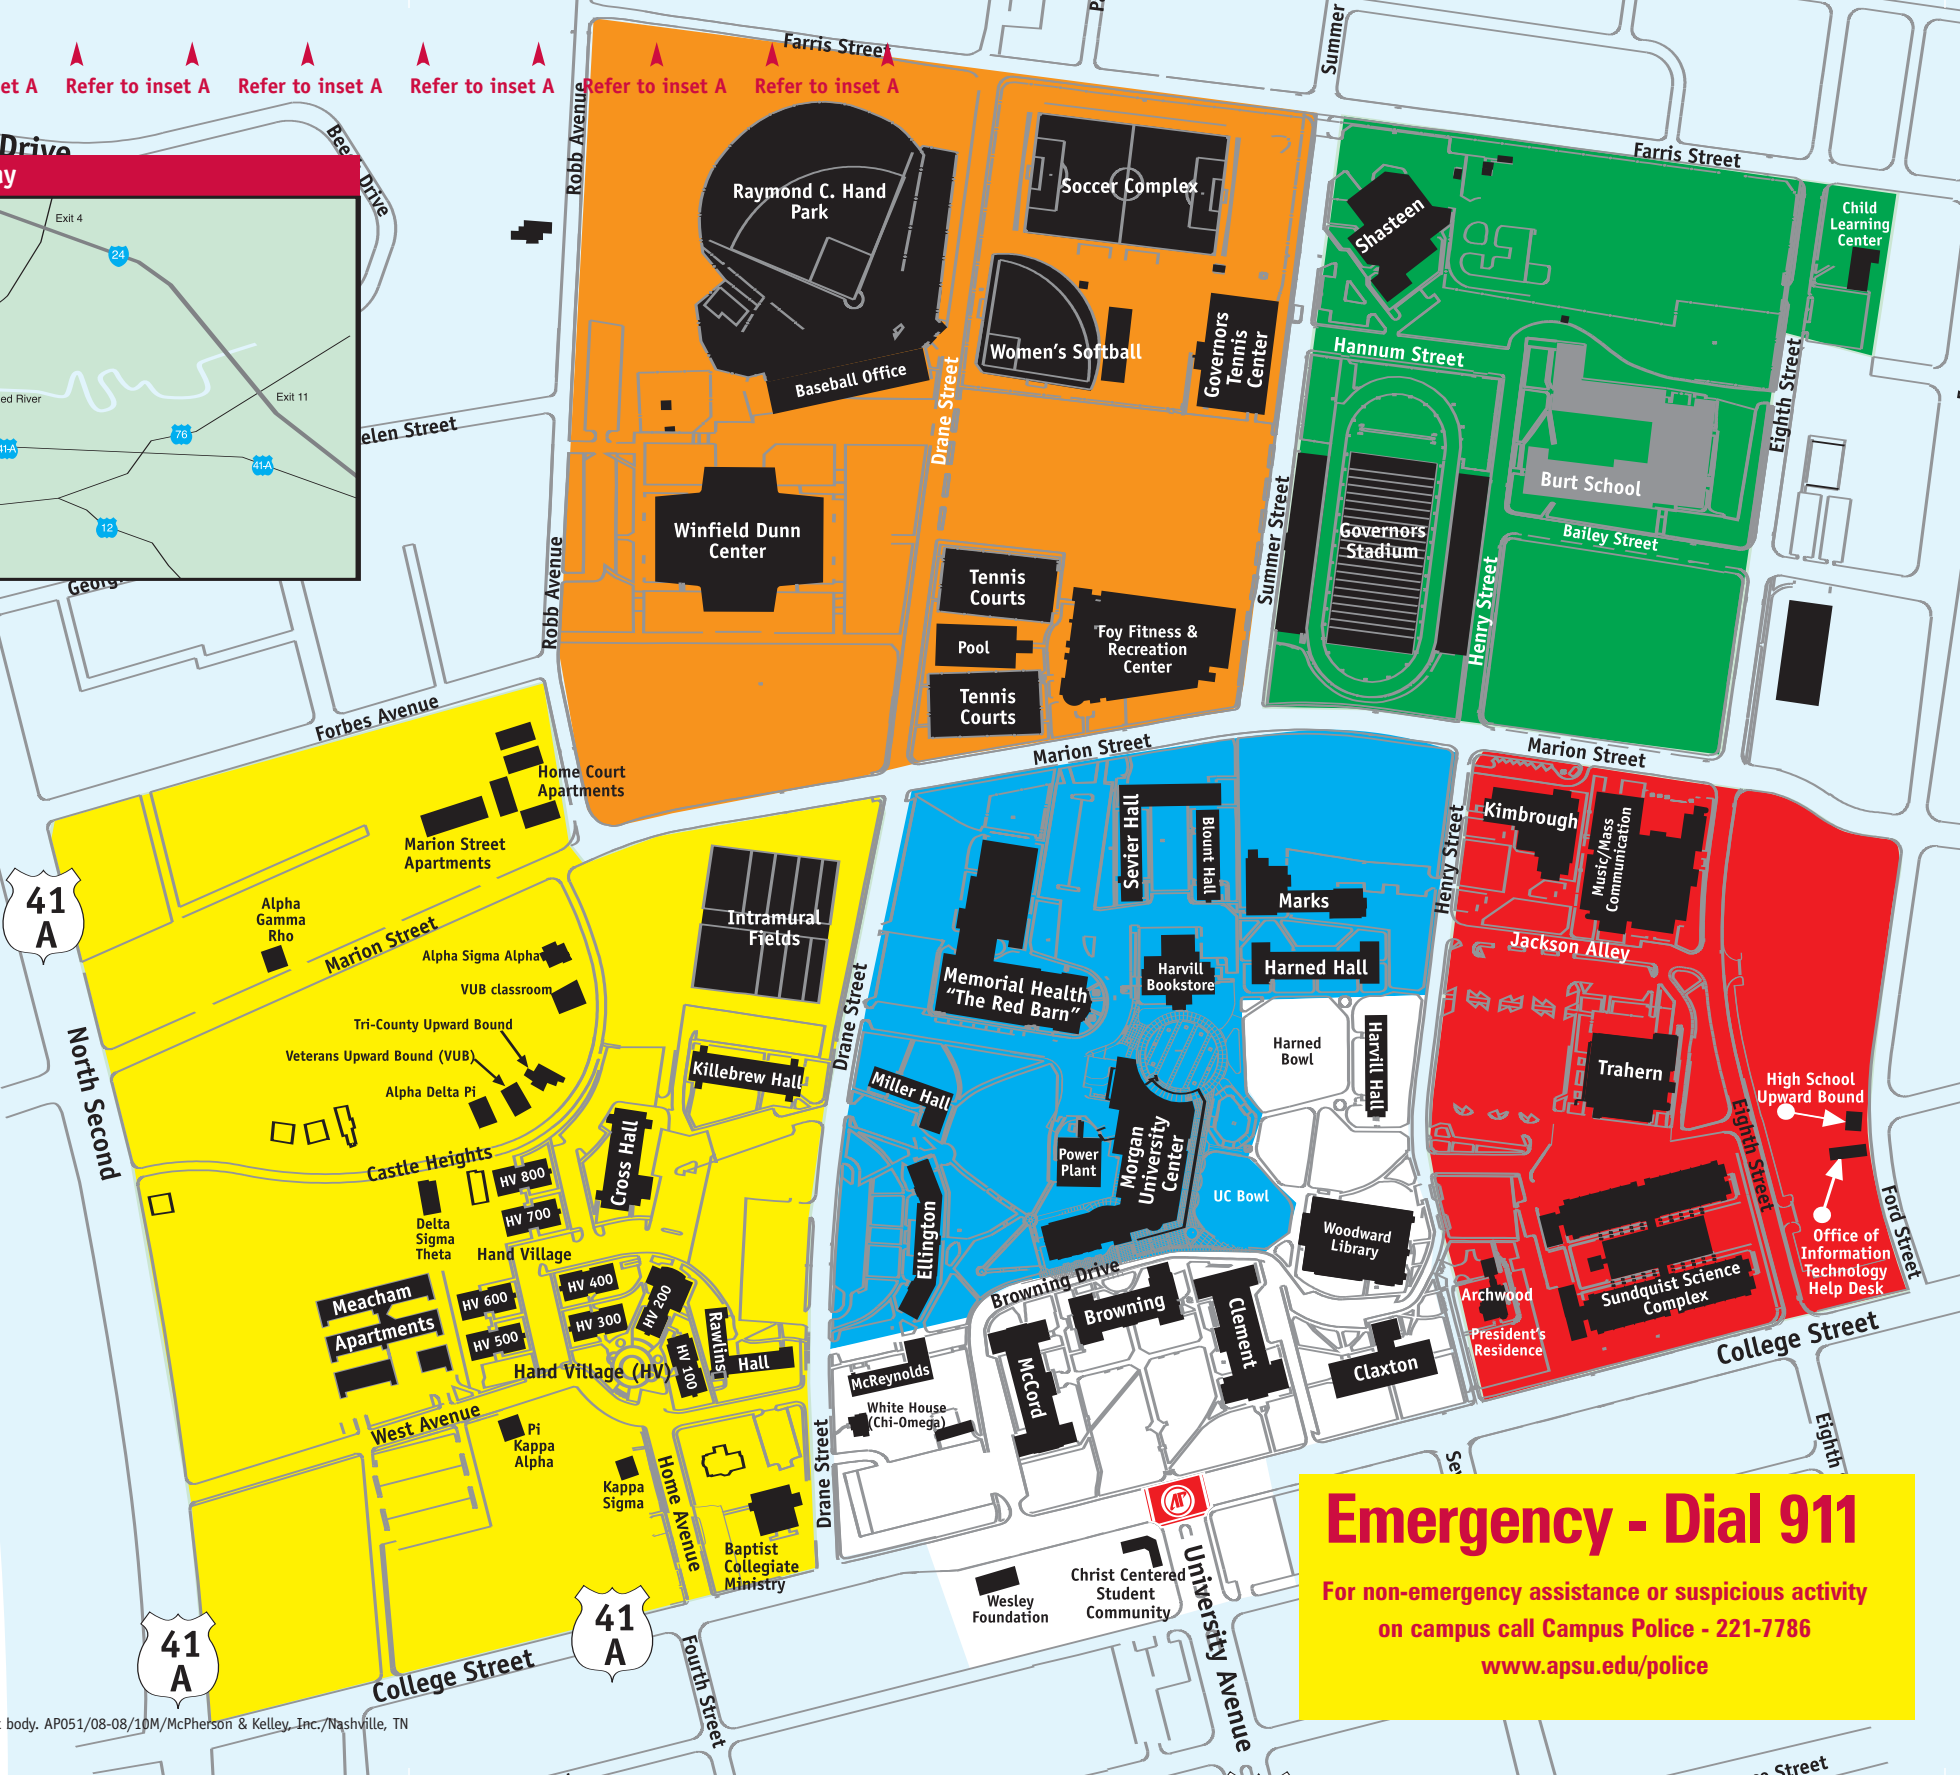 Farris Street
Summer
Refer to inset A
Refer to inset A
Refer to inset A
Refer to inset A
Refer to inset A
Refer to inset A
et A
Drive
Drive
Robb Avenue
Exit 4
24
Exit 11
ed River
76
41-A
41-A
12
elen Street
Robb Avenue
Raymond C. Hand
Park
Baseball Office
Soccer Complex
Women's Softball
Governors
Tennis
Center
Drane Street
Winfield Dunn
Center
Tennis
Courts
Pool
Tennis
Courts
Foy Fitness &
Recreation
Center
Summer Street
Farris Street
Shasteen
Child
Learning
Center
Hannum Street
Eighth Street
Burt School
Bailey Street
Governors
Stadium
Henry Street
Marion Street
Marion Street
Forbes Avenue
Home Court
Apartments
Marion Street
Apartments
41
A
Alpha
Gamma
Rho
Marion Street
Alpha Sigma Alpha
VUB classroom
Tri-County Upward Bound
Veterans Upward Bound (VUB)
Alpha Delta Pi
North Second
Castle Heights
Intramural
Fields
Drane Street
Killebrew Hall
Cross Hall
HV 800
HV 700
Delta
Sigma
Theta
Hand Village
HV 600
HV 500
HV 400
HV 300
HV 200
HV 100
Rawlins
Hall
Meacham
Apartments
Hand Village (HV)
West Avenue
Pi
Kappa
Alpha
Kappa
Sigma
Home Avenue
Baptist
Collegiate
Ministry
Drane Street
41
A
41
A
College Street
Fourth Street
Sevier Hall
Blount Hall
Marks
Harned Hall
Henry Street
Memorial Health
"The Red Barn"
Harvill
Bookstore
Harned
Bowl
Harvill Hall
Miller Hall
Power
Plant
Morgan
University
Center
UC Bowl
Ellington
Woodward
Library
Browning Drive
Browning
Clement
McCord
Claxton
McReynolds
White House
(Chi-Omega)
Wesley
Foundation
Christ Centered
Student
Community
University Avenue
Kimbrough
Music/Mass
Communication
Jackson Alley
Trahern
High School
Upward Bound
Eighth Street
Office of
Information
Technology
Help Desk
Ford Street
Sundquist Science
Complex
Archwood
President's
Residence
College Street
Eighth
AP
Emergency - Dial 911
For non-emergency assistance or suspicious activity
on campus call Campus Police - 221-7786
www.apsu.edu/police
body. AP051/08-08/10M/McPherson & Kelley, Inc./Nashville, TN
Street